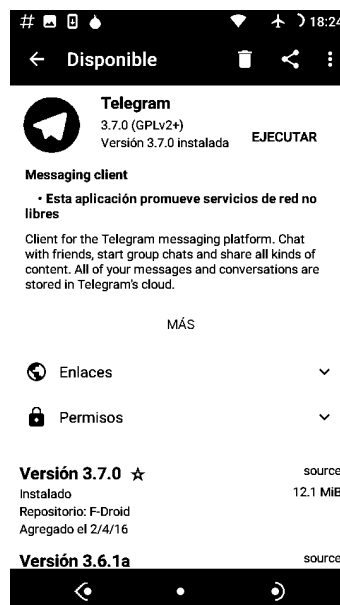 18:24
Disponible
Telegram
3.7.0 (GPLv2+)
Versión 3.7.0 instalada
EJECUTAR
Messaging client
• Esta aplicación promueve servicios de red no
libres
Client for the Telegram messaging platform. Chat
with friends, start group chats and share all kinds of
content. All of your messages and conversations are
stored in Telegram's cloud.
MÁS
Enlaces
Permisos
Versión 3.7.0 ☆ source
Instalado 12.1 MiB
Repositorio: F-Droid
Agregado el 2/4/16
Versión 3.6.1a source